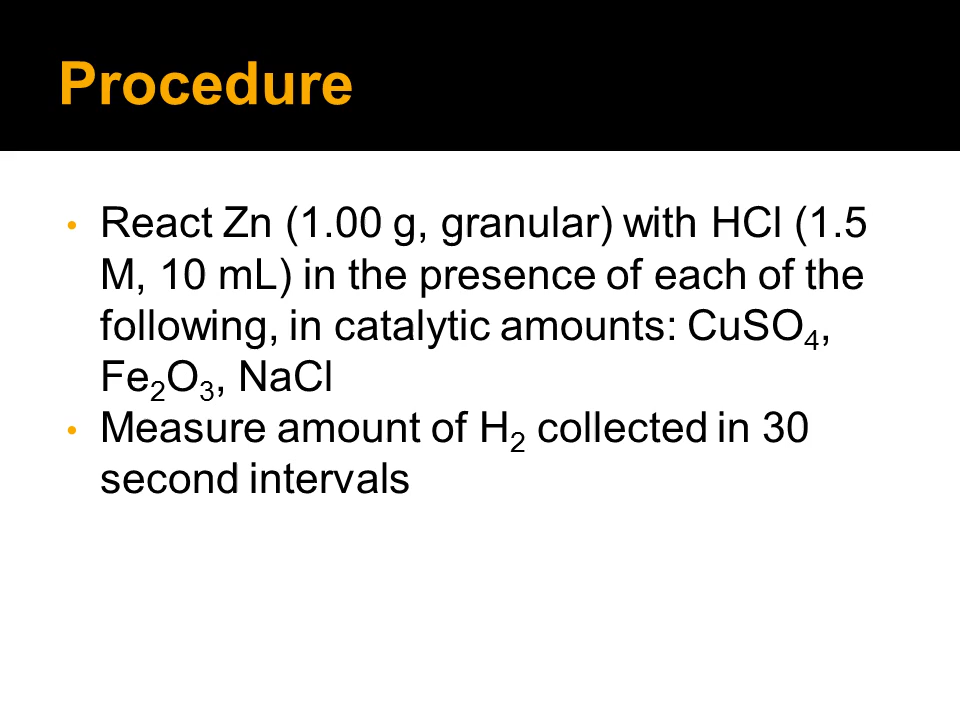 Procedure
• React Zn (1.00 g, granular) with HCl (1.5
M, 10 mL) in the presence of each of the
following, in catalytic amounts: CuSO₄,
Fe₂O₃, NaCl
• Measure amount of H₂ collected in 30
second intervals